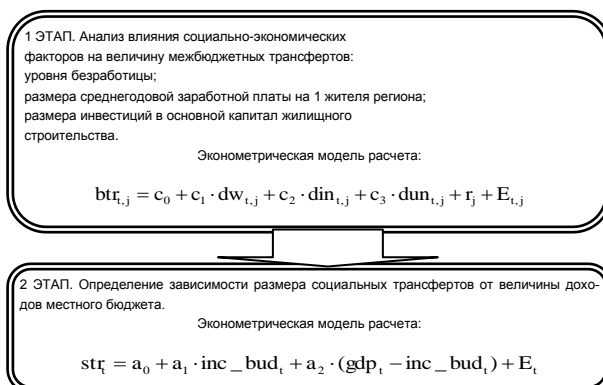 1 ЭТАП. Анализ влияния социально-экономических
факторов на величину межбюджетных трансфертов:
уровня безработицы;
размера среднегодовой заработной платы на 1 жителя региона;
размера инвестиций в основной капитал жилищного
строительства.
Эконометрическая модель расчета:
btr_{t,j} = c_0 + c_1 · dw_{t,j} + c_2 · din_{t,j} + c_3 · dun_{t,j} + r_j + E_{t,j}
2 ЭТАП. Определение зависимости размера социальных трансфертов от величины дохо-
дов местного бюджета.
Эконометрическая модель расчета:
str_t = a_0 + a_1 · inc_bud_t + a_2 · (gdp_t − inc_bud_t) + E_t